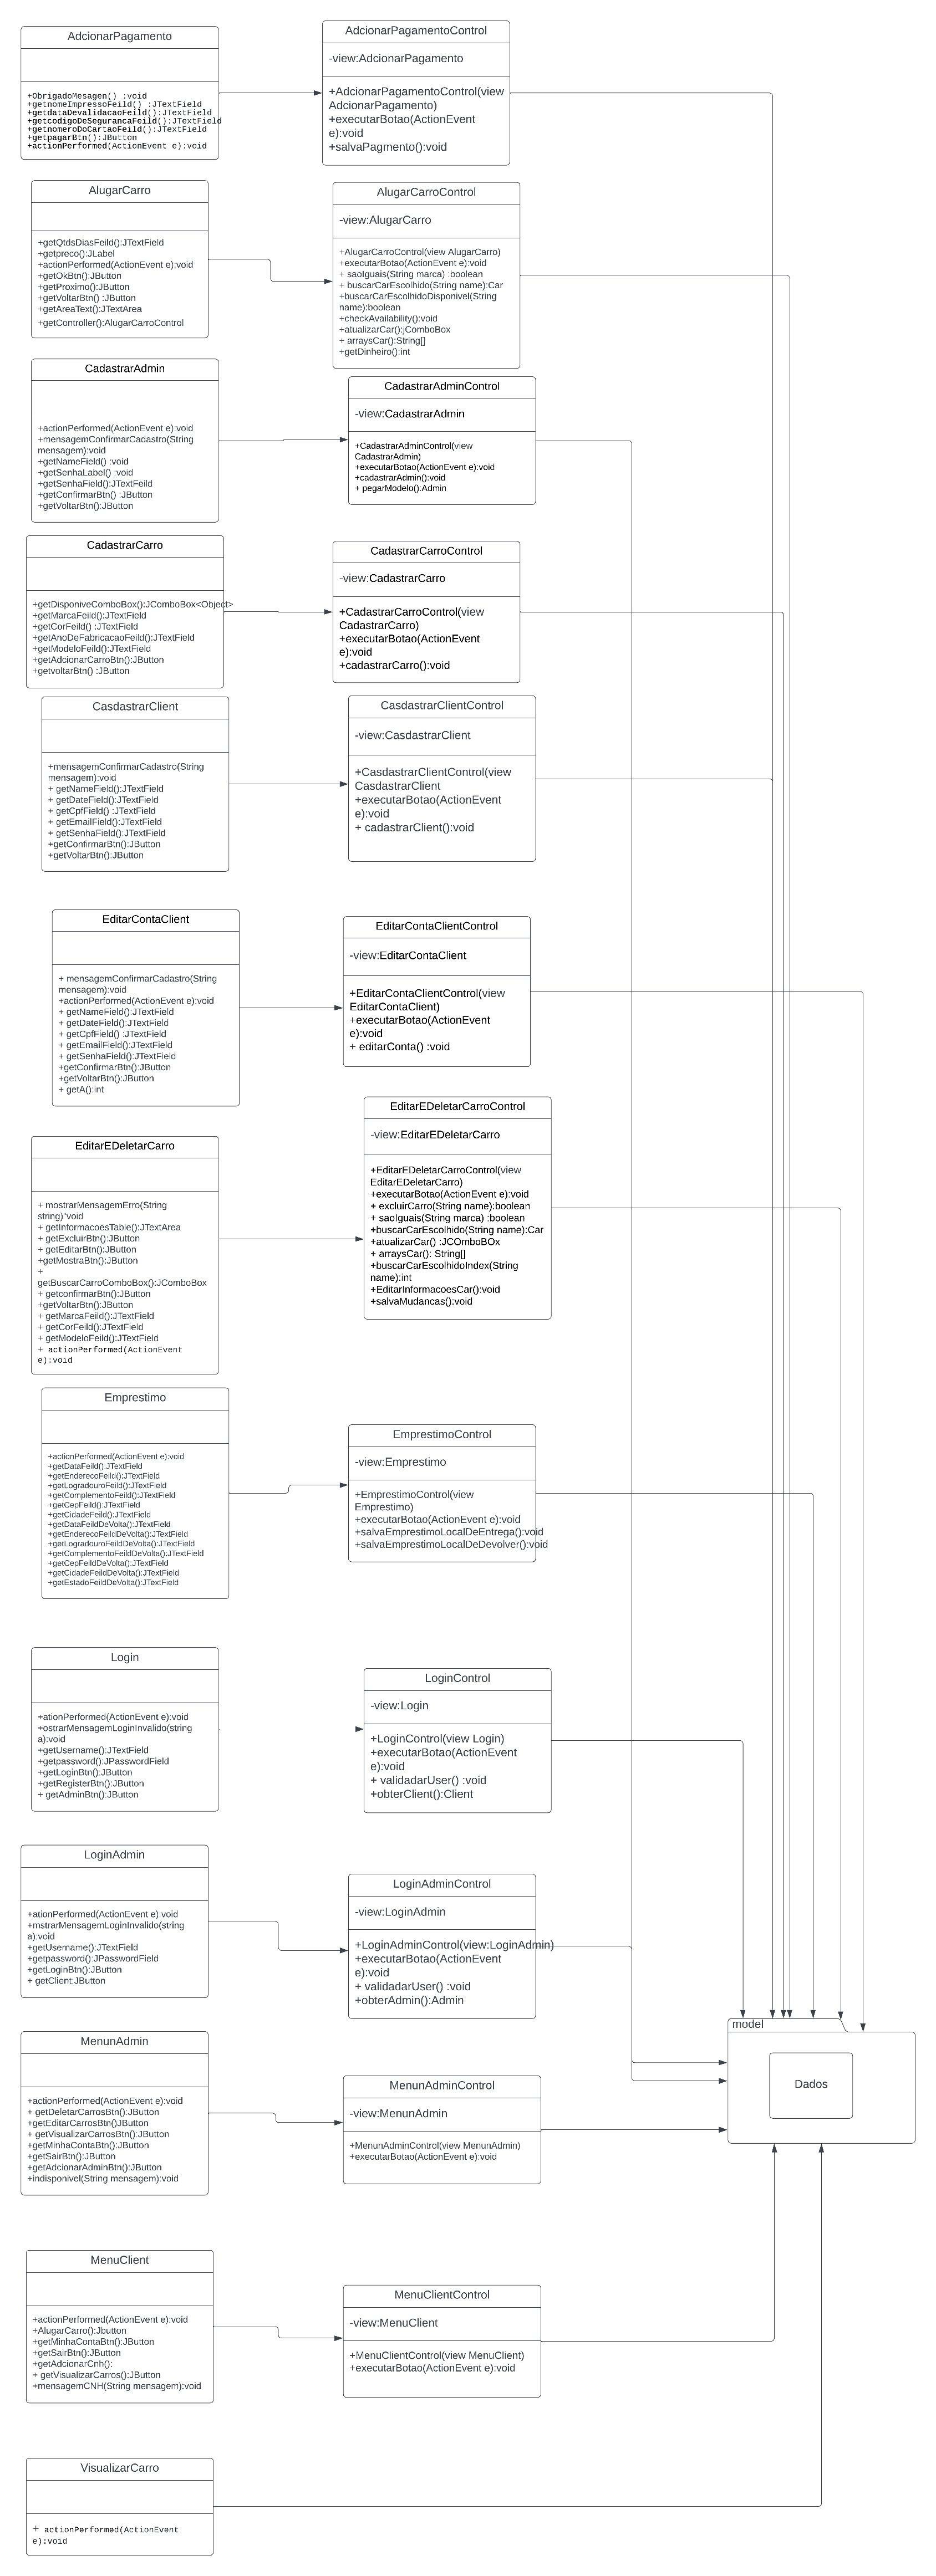 AdcionarPagamento
+ObrigadoMesagen() :void
+getnomeImpressoFeild() :JTextField
+getdataDevalidacaoFeild():JTextField
+getcodigoDeSegurancaFeild():JTextField
+getnomeroDoCartaoFeild():JTextField
+getpagarBtn():JButton
+actionPerformed(ActionEvent e):void
AdcionarPagamentoControl
-view:AdcionarPagamento
+AdcionarPagamentoControl(view
AdcionarPagamento)
+executarBotao(ActionEvent
e):void
+salvaPagmento():void
AlugarCarro
+getQtdsDiasFeild():JTextField
+getpreco():JLabel
+actionPerformed(ActionEvent e):void
+getOkBtn():JButton
+getProximo():JButton
+getVoltarBtn() :JButton
+getAreaText():JTextArea
+getController():AlugarCarroControl
AlugarCarroControl
-view:AlugarCarro
+AlugarCarroControl(view AlugarCarro)
+executarBotao(ActionEvent e):void
+ saoIguais(String marca) :boolean
+ buscarCarEscolhido(String name):Car
+buscarCarEscolhidoDisponivel(String
name):boolean
+checkAvailability():void
+atualizarCar():jComboBox
+ arraysCar():String[]
+getDinheiro():int
CadastrarAdmin
+actionPerformed(ActionEvent e):void
+mensagemConfirmarCadastro(String
mensagem):void
+getNameField() :void
+getSenhaLabel() :void
+getSenhaField():JTextFeild
+getConfirmarBtn() :JButton
+getVoltarBtn():JButton
CadastrarAdminControl
-view:CadastrarAdmin
+CadastrarAdminControl(view
CadastrarAdmin)
+executarBotao(ActionEvent e):void
+cadastrarAdmin():void
+ pegarModelo():Admin
CadastrarCarro
+getDisponiveComboBox():JComboBox<Object>
+getMarcaFeild():JTextField
+getCorFeild() :JTextField
+getAnoDeFabricacaoFeild():JTextField
+getModeloFeild():JTextField
+getAdcionarCarroBtn():JButton
+getvoltarBtn() :JButton
CadastrarCarroControl
-view:CadastrarCarro
+CadastrarCarroControl(view
CadastrarCarro)
+executarBotao(ActionEvent
e):void
+cadastrarCarro():void
CasdastrarClient
+mensagemConfirmarCadastro(String
mensagem):void
+ getNameField():JTextField
+ getDateField():JTextField
+ getCpfField() :JTextField
+ getEmailField():JTextField
+ getSenhaField():JTextField
+getConfirmarBtn():JButton
+getVoltarBtn():JButton
CasdastrarClientControl
-view:CasdastrarClient
+CasdastrarClientControl(view
CasdastrarClient
+executarBotao(ActionEvent
e):void
+ cadastrarClient():void
EditarContaClient
+ mensagemConfirmarCadastro(String
mensagem):void
+actionPerformed(ActionEvent e):void
+ getNameField():JTextField
+ getDateField():JTextField
+ getCpfField() :JTextField
+ getEmailField():JTextField
+ getSenhaField():JTextField
+getConfirmarBtn():JButton
+getVoltarBtn():JButton
+ getA():int
EditarContaClientControl
-view:EditarContaClient
+EditarContaClientControl(view
EditarContaClient)
+executarBotao(ActionEvent
e):void
+ editarConta() :void
EditarEDeletarCarro
+ mostrarMensagemErro(String
string)"void
+ getInformacoesTable():JTextArea
+ getExcluirBtn():JButton
+ getEditarBtn():JButton
+getMostraBtn():JButton
+
getBuscarCarroComboBox():JComboBox
+ getconfirmarBtn():JButton
+getVoltarBtn():JButton
+ getMarcaFeild():JTextField
+ getCorFeild():JTextField
+ getModeloFeild():JTextField
+ actionPerformed(ActionEvent
e):void
EditarEDeletarCarroControl
-view:EditarEDeletarCarro
+EditarEDeletarCarroControl(view
EditarEDeletarCarro)
+executarBotao(ActionEvent e):void
+ excluirCarro(String name):boolean
+ saoIguais(String marca) :boolean
+buscarCarEscolhido(String name):Car
+atualizarCar() :JCOmboBOx
+ arraysCar(): String[]
+buscarCarEscolhidoIndex(String
name):int
+EditarInformacoesCar():void
+salvaMudancas():void
Emprestimo
+actionPerformed(ActionEvent e):void
+getDataFeild():JTextField
+getEnderecoFeild():JTextField
+getLogradouroFeild():JTextField
+getComplementoFeild():JTextField
+getCepFeild():JTextField
+getCidadeFeild():JTextField
+getDataFeildDeVolta():JTextField
+getEnderecoFeildDeVolta():JTextField
+getLogradouroFeildDeVolta():JTextField
+getComplementoFeildDeVolta():JTextField
+getCepFeildDeVolta():JTextField
+getCidadeFeildDeVolta():JTextField
+getEstadoFeildDeVolta():JTextField
EmprestimoControl
-view:Emprestimo
+EmprestimoControl(view
Emprestimo)
+executarBotao(ActionEvent e):void
+salvaEmprestimoLocalDeEntrega():void
+salvaEmprestimoLocalDeDevolver():void
Login
+ationPerformed(ActionEvent e):void
+ostrarMensagemLoginInvalido(string
a):void
+getUsername():JTextField
+getpassword():JPasswordField
+getLoginBtn():JButton
+getRegisterBtn():JButton
+ getAdminBtn():JButton
LoginControl
-view:Login
+LoginControl(view Login)
+executarBotao(ActionEvent
e):void
+ validadarUser() :void
+obterClient():Client
LoginAdmin
+ationPerformed(ActionEvent e):void
+mstrarMensagemLoginInvalido(string
a):void
+getUsername():JTextField
+getpassword():JPasswordField
+getLoginBtn():JButton
+ getClient:JButton
LoginAdminControl
-view:LoginAdmin
+LoginAdminControl(view:LoginAdmin)
+executarBotao(ActionEvent
e):void
+ validadarUser() :void
+obterAdmin():Admin
model
Dados
MenunAdmin
+actionPerformed(ActionEvent e):void
+ getDeletarCarrosBtn():JButton
+getEditarCarrosBtn():JButton
+ getVisualizarCarrosBtn():JButton
+getMinhaContaBtn():JButton
+getSairBtn():JButton
+getAdcionarAdminBtn():JButton
+indisponivel(String mensagem):void
MenunAdminControl
-view:MenunAdmin
+MenunAdminControl(view MenunAdmin)
+executarBotao(ActionEvent e):void
MenuClient
+actionPerformed(ActionEvent e):void
+AlugarCarro():Jbutton
+getMinhaContaBtn():JButton
+getSairBtn():JButton
+getAdcionarCnh():
+ getVisualizarCarros():JButton
+mensagemCNH(String mensagem):void
MenuClientControl
-view:MenuClient
+MenuClientControl(view MenuClient)
+executarBotao(ActionEvent e):void
VisualizarCarro
+ actionPerformed(ActionEvent
e):void